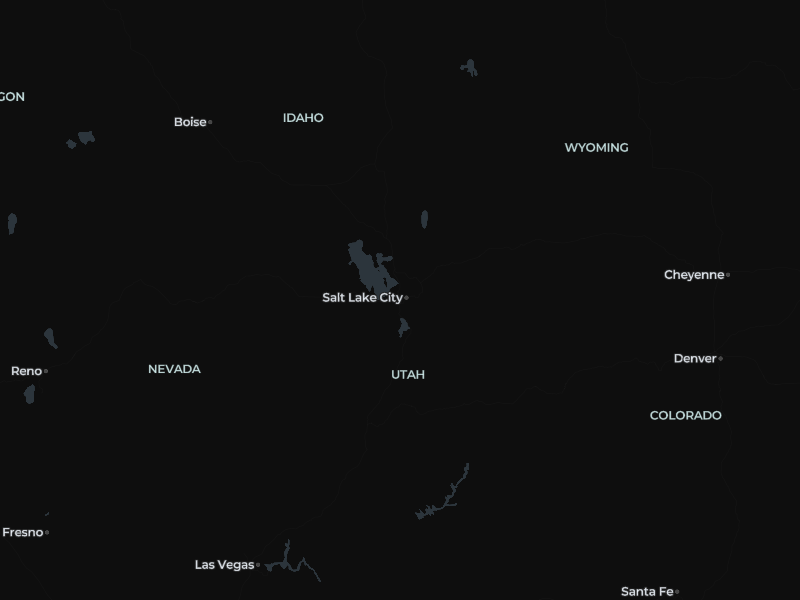 GON
Boise
IDAHO
WYOMING
Cheyenne
Salt Lake City
Denver
Reno
NEVADA
UTAH
COLORADO
Fresno
Las Vegas
Santa Fe